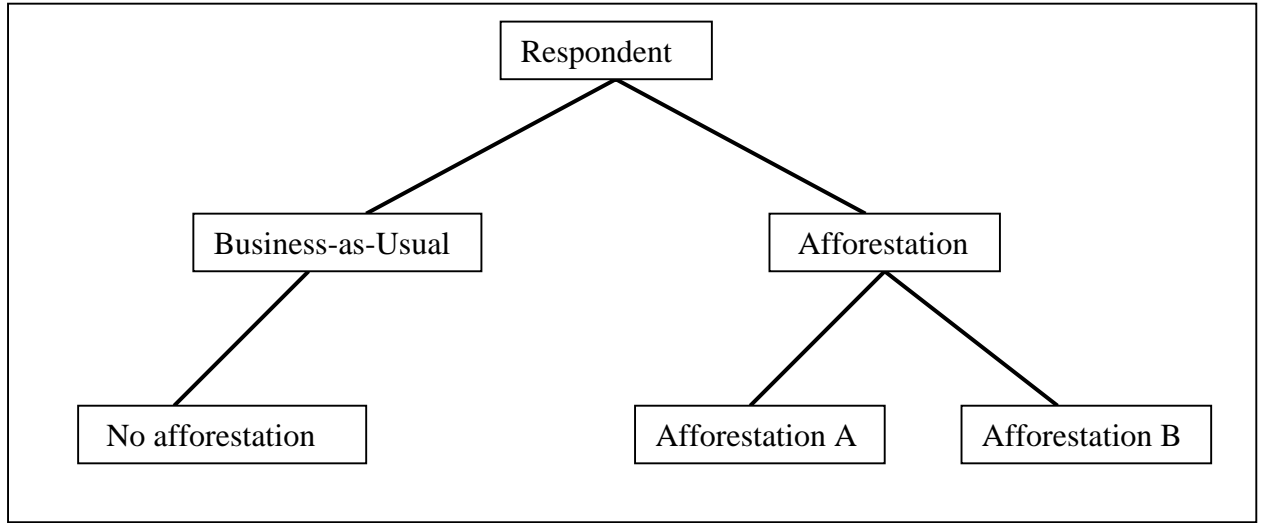 Respondent
Business-as-Usual
Afforestation
No afforestation
Afforestation A
Afforestation B